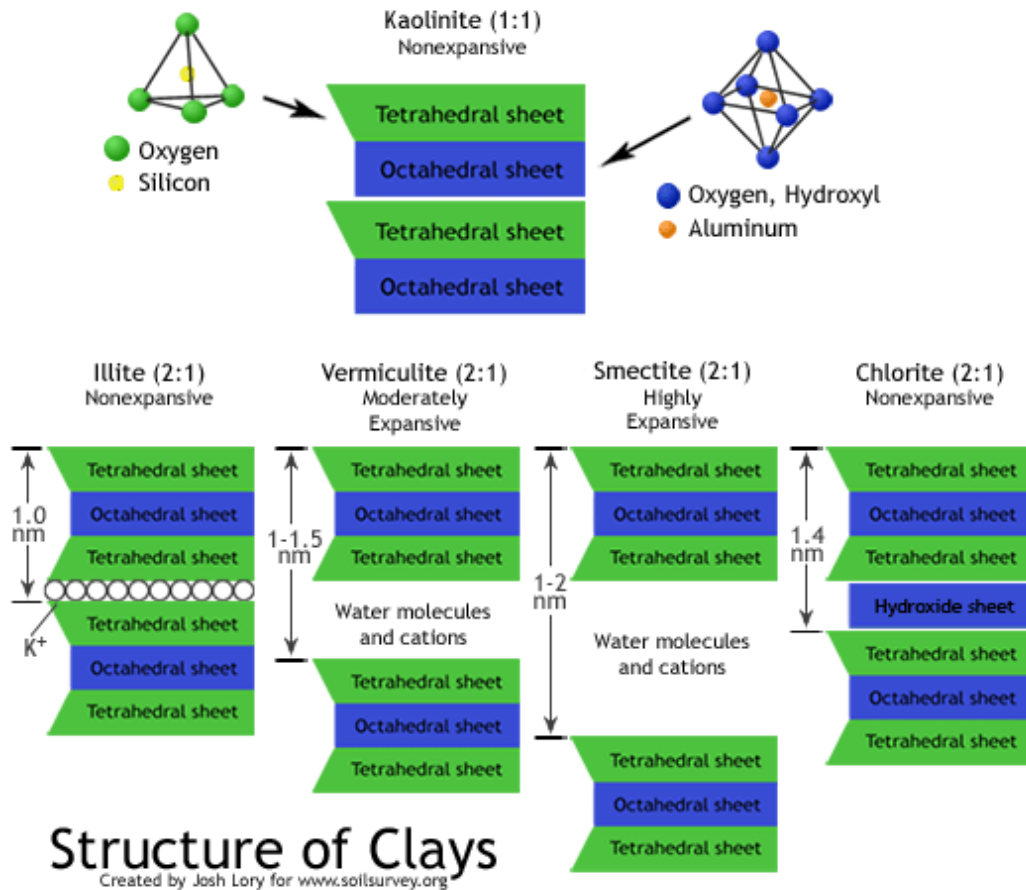 Kaolinite (1:1)
Nonexpansive
Oxygen
Silicon
Tetrahedral sheet
Octahedral sheet
Tetrahedral sheet
Octahedral sheet
Oxygen, Hydroxyl
Aluminum
Illite (2:1)
Nonexpansive
1.0
nm
Tetrahedral sheet
Octahedral sheet
Tetrahedral sheet
K⁺
Tetrahedral sheet
Octahedral sheet
Tetrahedral sheet
Vermiculite (2:1)
Moderately
Expansive
1-1.5
nm
Tetrahedral sheet
Octahedral sheet
Tetrahedral sheet
Water molecules
and cations
Tetrahedral sheet
Octahedral sheet
Tetrahedral sheet
Smectite (2:1)
Highly
Expansive
1-2
nm
Tetrahedral sheet
Octahedral sheet
Tetrahedral sheet
Water molecules
and cations
Tetrahedral sheet
Octahedral sheet
Tetrahedral sheet
Chlorite (2:1)
Nonexpansive
1.4
nm
Tetrahedral sheet
Octahedral sheet
Tetrahedral sheet
Hydroxide sheet
Tetrahedral sheet
Octahedral sheet
Tetrahedral sheet
Structure of Clays
Created by Josh Lory for www.soilsurvey.org